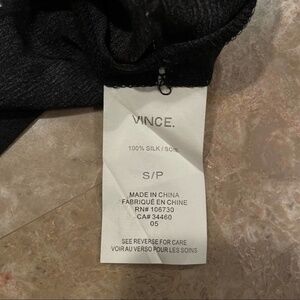 VINCE.
100% SILK / SOIE
S/P
MADE IN CHINA
FABRIQUÉ EN CHINE
RN# 106730
CA# 34460
05
SEE REVERSE FOR CARE
VOIR AU VERSO POUR LES SOINS